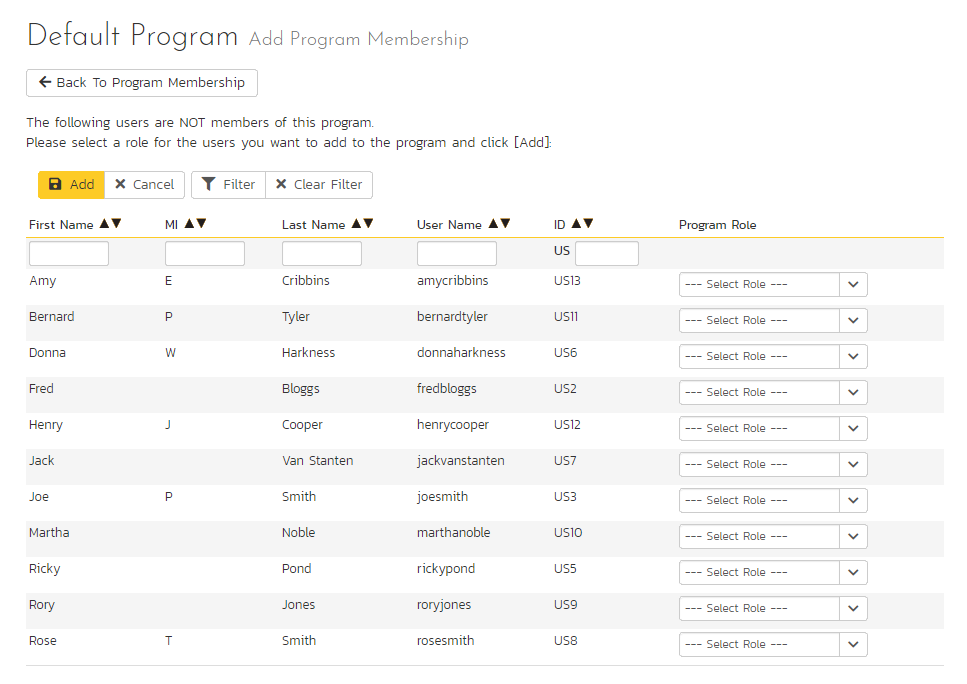 Default Program Add Program Membership
Back To Program Membership
The following users are NOT members of this program.
Please select a role for the users you want to add to the program and click [Add]:
Add Cancel Filter Clear Filter
First Name ▲▼ MI ▲▼ Last Name ▲▼ User Name ▲▼ ID ▲▼ Program Role
US
Amy E Cribbins amycribbins US13 --- Select Role ---
Bernard P Tyler bernardtyler US11 --- Select Role ---
Donna W Harkness donnaharkness US6 --- Select Role ---
Fred Bloggs fredbloggs US2 --- Select Role ---
Henry J Cooper henrycooper US12 --- Select Role ---
Jack Van Stanten jackvanstanten US7 --- Select Role ---
Joe P Smith joesmith US3 --- Select Role ---
Martha Noble marthanoble US10 --- Select Role ---
Ricky Pond rickypond US5 --- Select Role ---
Rory Jones roryjones US9 --- Select Role ---
Rose T Smith rosesmith US8 --- Select Role ---